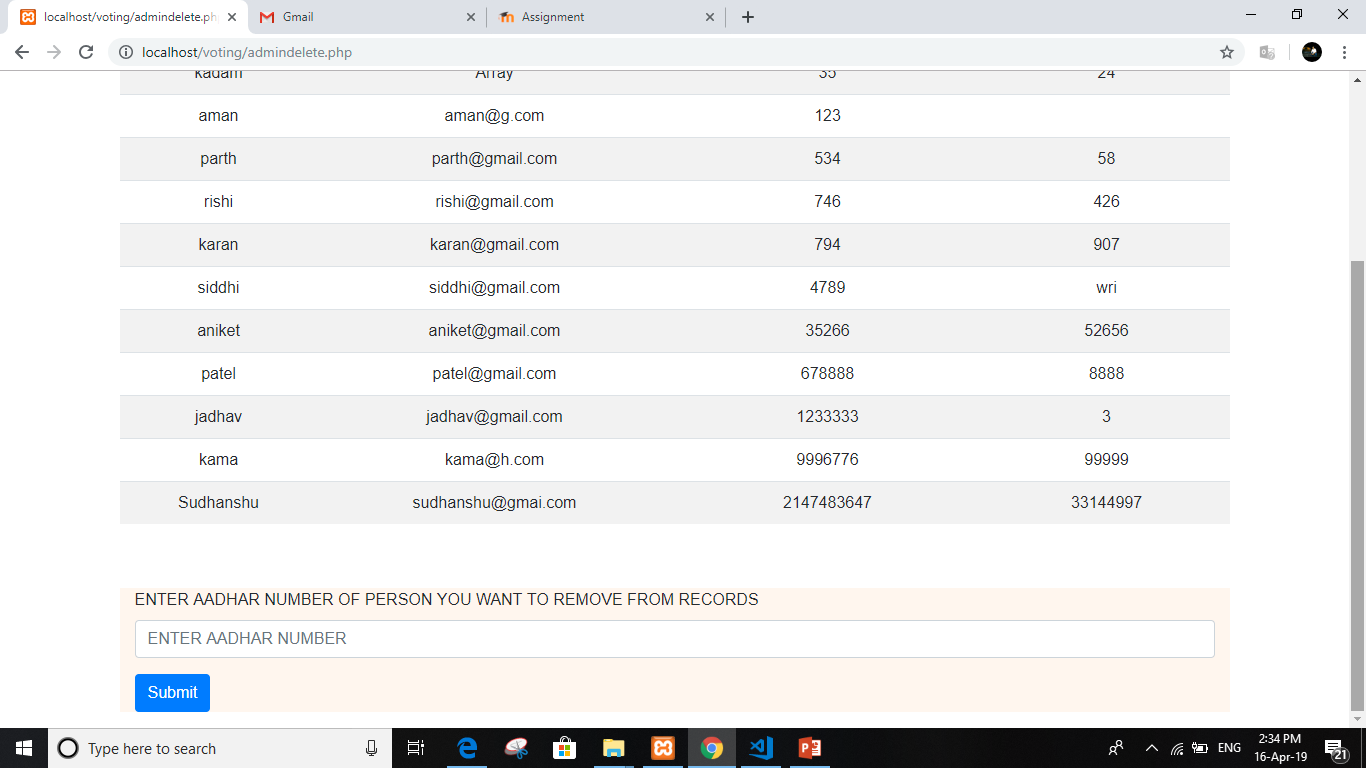 localhost/voting/admindelete.ph
Gmail
Assignment
localhost/voting/admindelete.php
kadam Array 35 24
aman aman@g.com 123
parth parth@gmail.com 534 58
rishi rishi@gmail.com 746 426
karan karan@gmail.com 794 907
siddhi siddhi@gmail.com 4789 wri
aniket aniket@gmail.com 35266 52656
patel patel@gmail.com 678888 8888
jadhav jadhav@gmail.com 1233333 3
kama kama@h.com 9996776 99999
Sudhanshu sudhanshu@gmai.com 2147483647 33144997
ENTER AADHAR NUMBER OF PERSON YOU WANT TO REMOVE FROM RECORDS
ENTER AADHAR NUMBER
Submit
Type here to search
ENG
2:34 PM
16-Apr-19
21